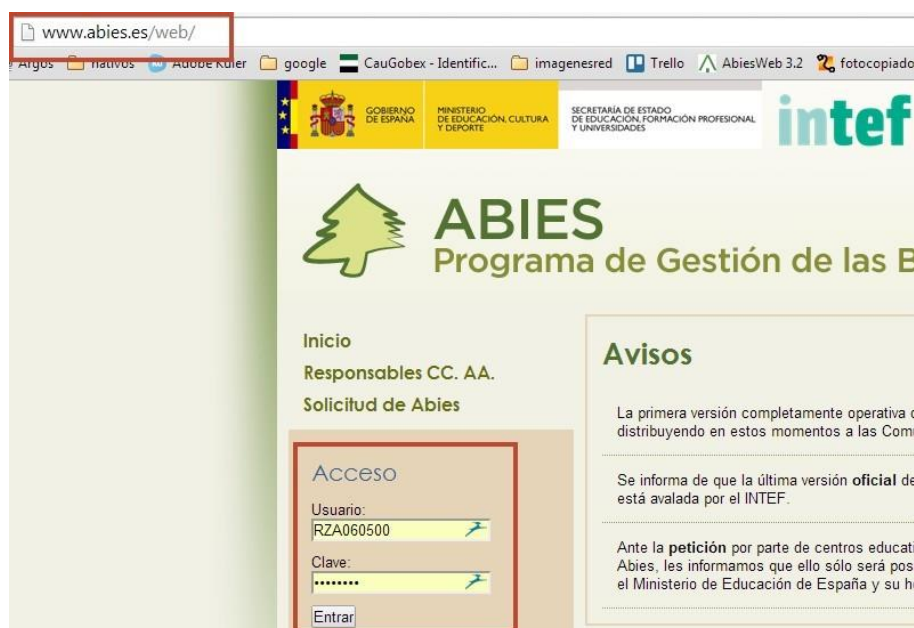 www.abies.es/web/
Argos nativos Adobe Kuler google CauGobex - Identific... imagenesred Trello AbiesWeb 3.2 fotocopiado
GOBIERNO
DE ESPAÑA
MINISTERIO
DE EDUCACIÓN, CULTURA
Y DEPORTE
SECRETARÍA DE ESTADO
DE EDUCACIÓN, FORMACIÓN PROFESIONAL
Y UNIVERSIDADES
intef
ABIES
Programa de Gestión de las B
Inicio
Responsables CC. AA.
Solicitud de Abies
Acceso
Usuario:
RZA060500
Clave:
••••••••
Entrar
Avisos
La primera versión completamente operativa
distribuyendo en estos momentos a las Com
Se informa de que la última versión oficial de
está avalada por el INTEF.
Ante la petición por parte de centros educati
Abies, les informamos que ello sólo será pos
el Ministerio de Educación de España y su h